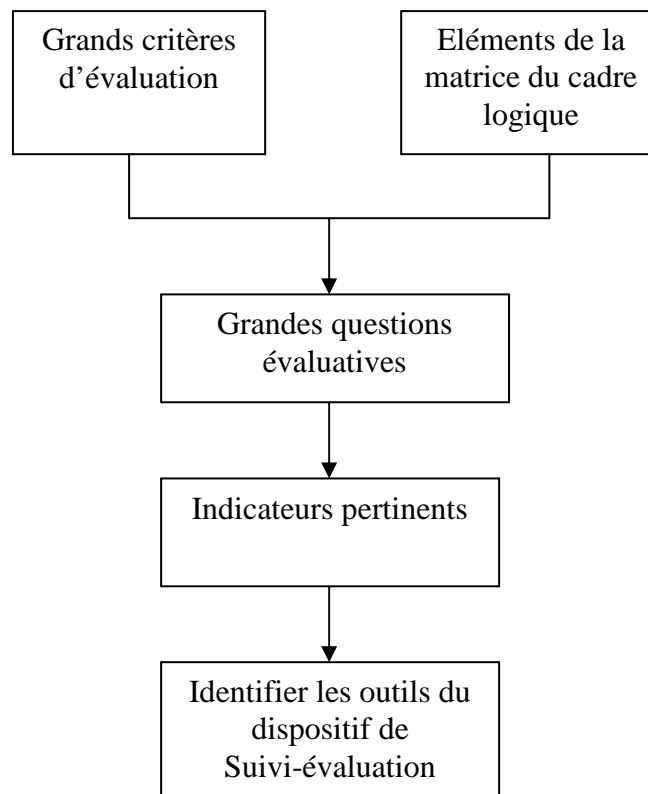 Grands critères
d’évaluation
Eléments de la
matrice du cadre
logique
Grandes questions
évaluatives
Indicateurs pertinents
Identifier les outils du
dispositif de
Suivi-évaluation